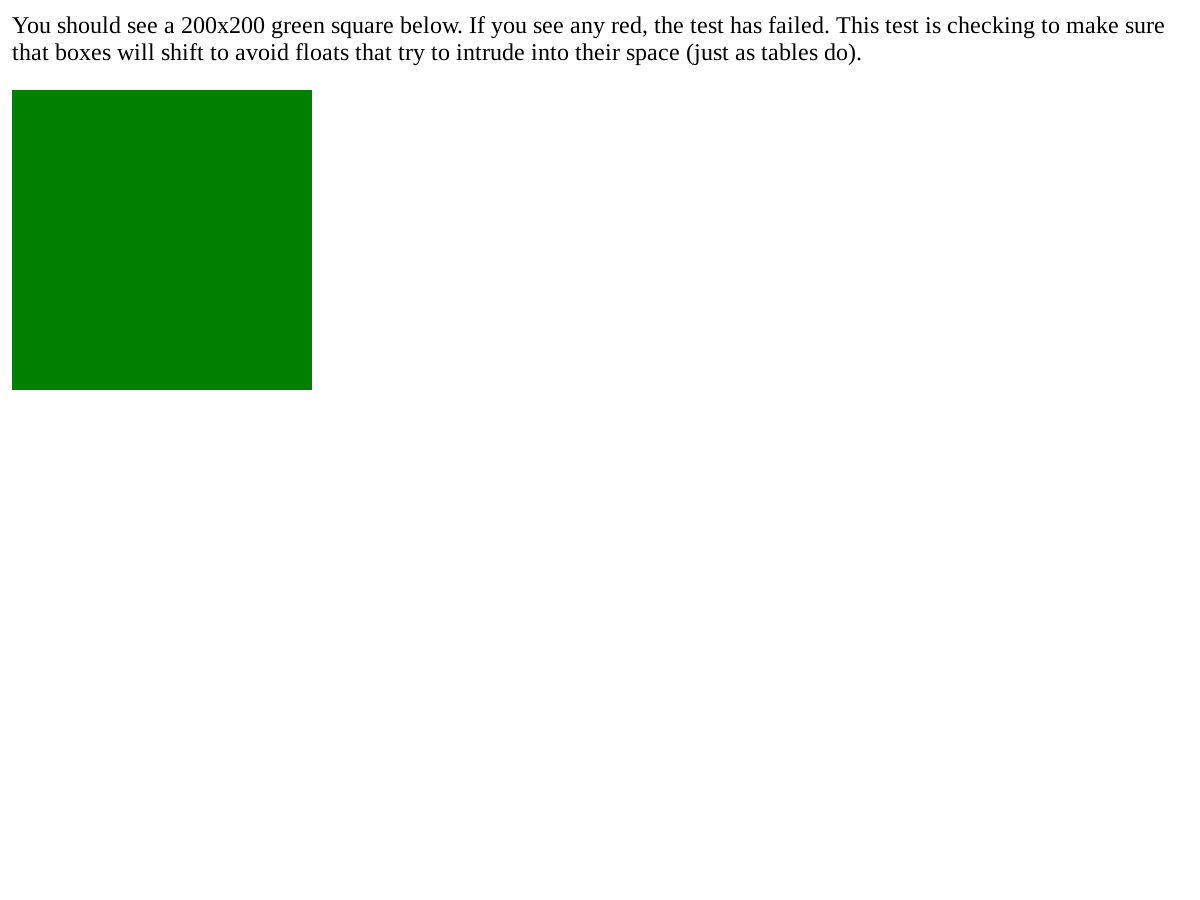 You should see a 200x200 green square below. If you see any red, the test has failed. This test is checking to make sure
that boxes will shift to avoid floats that try to intrude into their space (just as tables do).